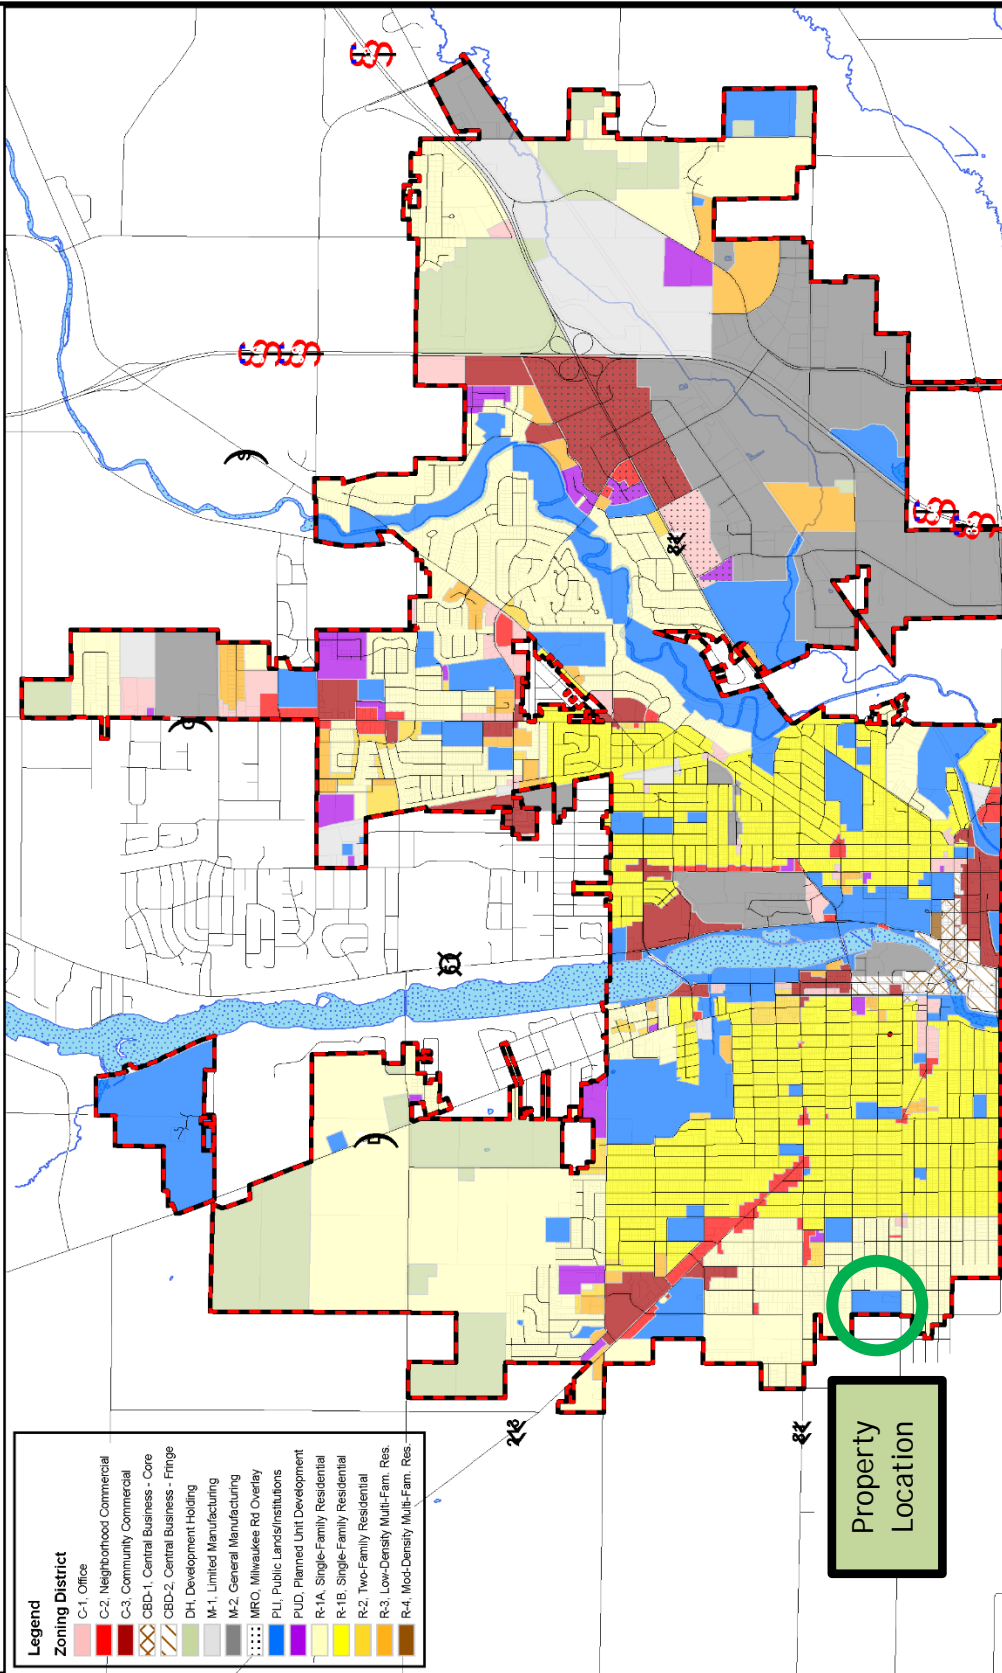 Legend
Zoning District
C-1, Office
C-2, Neighborhood Commercial
C-3, Community Commercial
CBD-1, Central Business - Core
CBD-2, Central Business - Fringe
DH, Development Holding
M-1, Limited Manufacturing
M-2, General Manufacturing
MRO, Milwaukee Rd Overlay
PLI, Public Lands/Institutions
PUD, Planned Unit Development
R-1A, Single-Family Residential
R-1B, Single-Family Residential
R-2, Two-Family Residential
R-3, Low-Density Multi-Fam. Res.
R-4, Mod-Density Multi-Fam. Res.
Property
Location